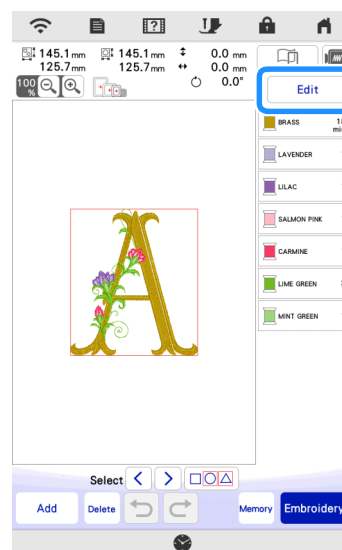 145.1 mm 145.1 mm 0.0 mm
125.7 mm 125.7 mm 0.0 mm
100 % 0.0°
Edit
BRASS
LAVENDER
LILAC
SALMON PINK
CARMINE
LIME GREEN
MINT GREEN
Select
Add Delete Memory Embroidery